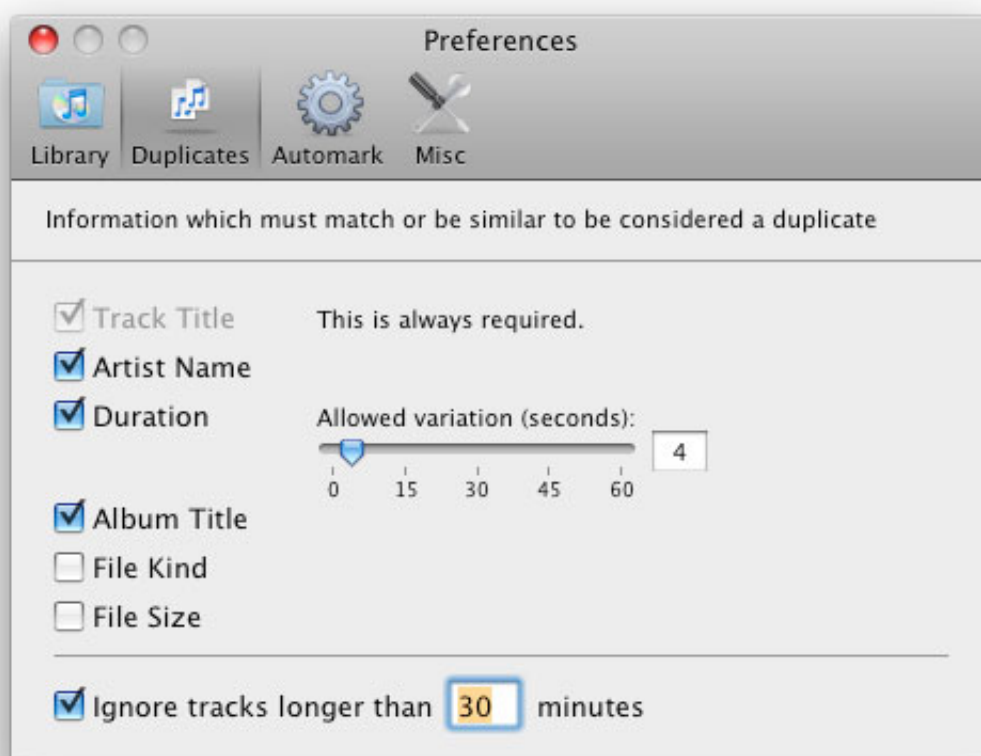 Preferences
Library Duplicates Automark Misc
Information which must match or be similar to be considered a duplicate
Track Title This is always required.
Artist Name
Duration Allowed variation (seconds):
4
0 15 30 45 60
Album Title
File Kind
File Size
Ignore tracks longer than 30 minutes